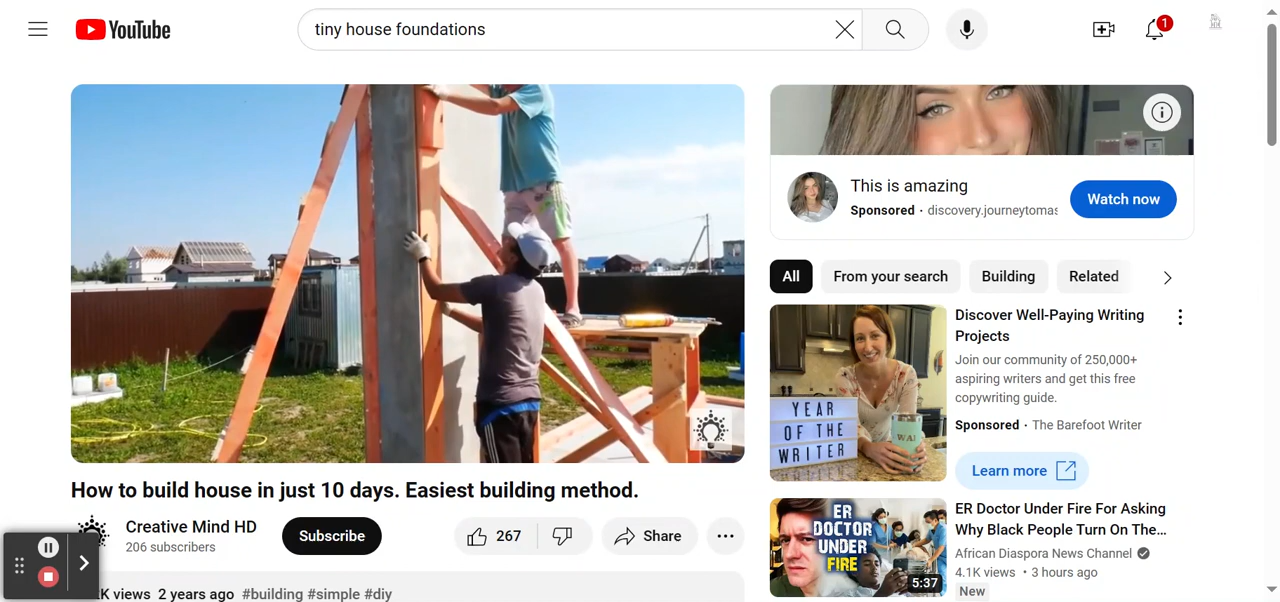 YouTube
tiny house foundations
1
This is amazing
Sponsored · discovery.journeytomas
Watch now
All
From your search
Building
Related
Discover Well-Paying Writing
Projects
Join our community of 250,000+
aspiring writers and get this free
copywriting guide.
Sponsored · The Barefoot Writer
Learn more
YEAR
OF THE
WRITER
WAI
How to build house in just 10 days. Easiest building method.
Creative Mind HD
206 subscribers
Subscribe
267
Share
K views 2 years ago #building #simple #diy
ER
DOCTOR
UNDER
FIRE
5:37
ER Doctor Under Fire For Asking
Why Black People Turn On The...
African Diaspora News Channel
4.1K views · 3 hours ago
New